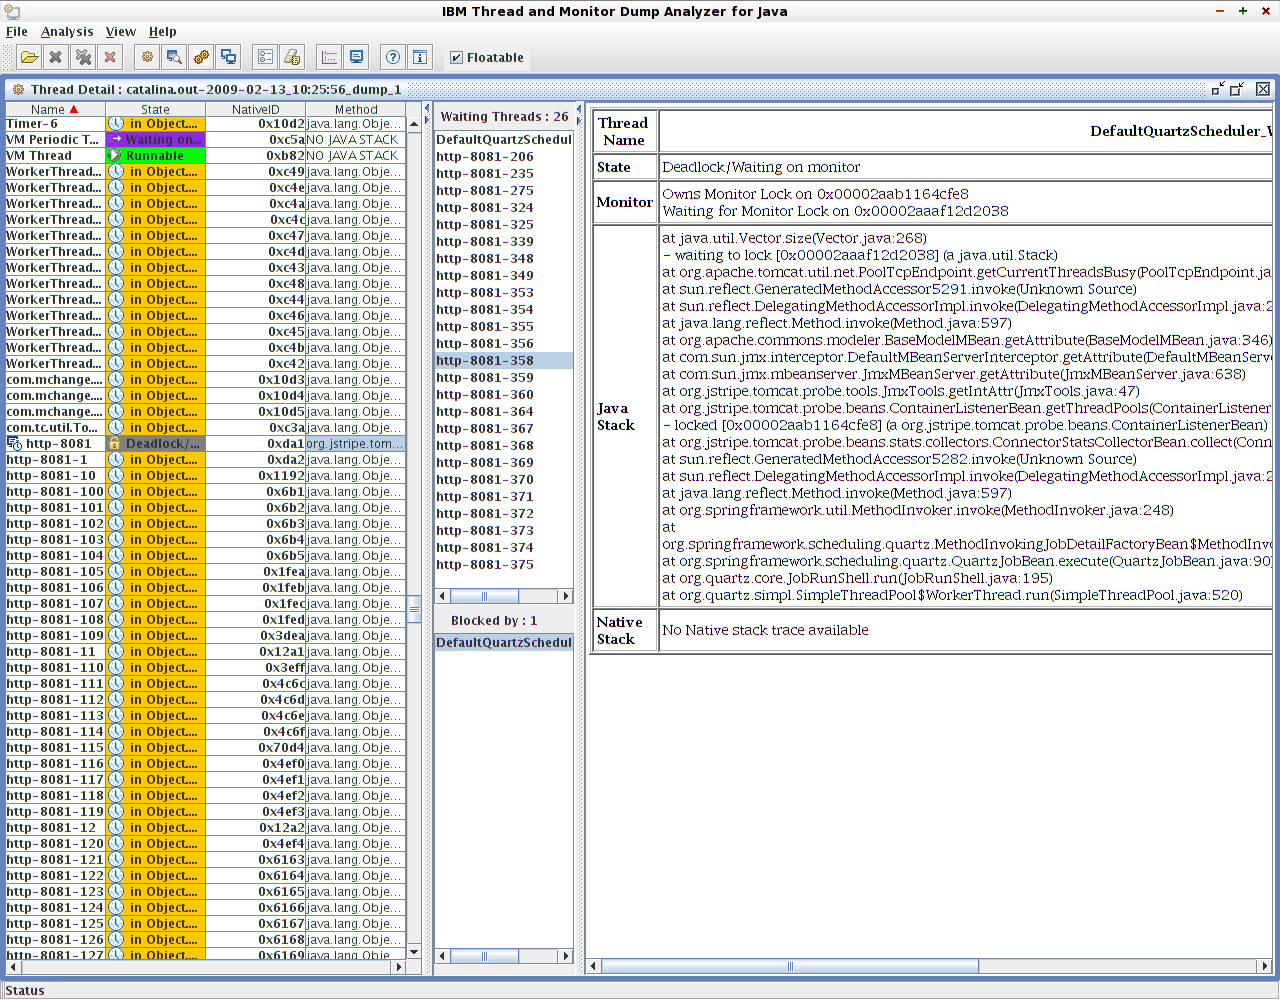 IBM Thread and Monitor Dump Analyzer for Java
File Analysis View Help
Floatable
Thread Detail : catalina.out-2009-02-13_10:25:56_dump_1
Name State NativeID Method
Timer-6 in Object.... 0x10d2 java.lang.Obje...
VM Periodic T... Waiting on... 0xc5a NO JAVA STACK
VM Thread Runnable 0xb82 NO JAVA STACK
WorkerThread... in Object.... 0xc49 java.lang.Obje...
WorkerThread... in Object.... 0xc4e java.lang.Obje...
WorkerThread... in Object.... 0xc4a java.lang.Obje...
WorkerThread... in Object.... 0xc4c java.lang.Obje...
WorkerThread... in Object.... 0xc47 java.lang.Obje...
WorkerThread... in Object.... 0xc4d java.lang.Obje...
WorkerThread... in Object.... 0xc43 java.lang.Obje...
WorkerThread... in Object.... 0xc48 java.lang.Obje...
WorkerThread... in Object.... 0xc44 java.lang.Obje...
WorkerThread... in Object.... 0xc46 java.lang.Obje...
WorkerThread... in Object.... 0xc45 java.lang.Obje...
WorkerThread... in Object.... 0xc4b java.lang.Obje...
WorkerThread... in Object.... 0xc42 java.lang.Obje...
com.mchange.... in Object.... 0x10d3 java.lang.Obje...
com.mchange.... in Object.... 0x10d4 java.lang.Obje...
com.mchange.... in Object.... 0x10d5 java.lang.Obje...
com.tc.util.To... in Object.... 0xc3a java.lang.Obje...
http-8081 Deadlock/... 0xda1 org.jstripe.tom...
http-8081-1 in Object.... 0xda2 java.lang.Obje...
http-8081-10 in Object.... 0x1192 java.lang.Obje...
http-8081-100 in Object.... 0x6b1 java.lang.Obje...
http-8081-101 in Object.... 0x6b2 java.lang.Obje...
http-8081-102 in Object.... 0x6b3 java.lang.Obje...
http-8081-103 in Object.... 0x6b4 java.lang.Obje...
http-8081-104 in Object.... 0x6b5 java.lang.Obje...
http-8081-105 in Object.... 0x1fea java.lang.Obje...
http-8081-106 in Object.... 0x1feb java.lang.Obje...
http-8081-107 in Object.... 0x1fec java.lang.Obje...
http-8081-108 in Object.... 0x1fed java.lang.Obje...
http-8081-109 in Object.... 0x3dea java.lang.Obje...
http-8081-11 in Object.... 0x12a1 java.lang.Obje...
http-8081-110 in Object.... 0x3eff java.lang.Obje...
http-8081-111 in Object.... 0x4c6c java.lang.Obje...
http-8081-112 in Object.... 0x4c6d java.lang.Obje...
http-8081-113 in Object.... 0x4c6e java.lang.Obje...
http-8081-114 in Object.... 0x4c6f java.lang.Obje...
http-8081-115 in Object.... 0x70d4 java.lang.Obje...
http-8081-116 in Object.... 0x4ef0 java.lang.Obje...
http-8081-117 in Object.... 0x4ef1 java.lang.Obje...
http-8081-118 in Object.... 0x4ef2 java.lang.Obje...
http-8081-119 in Object.... 0x4ef3 java.lang.Obje...
http-8081-12 in Object.... 0x12a2 java.lang.Obje...
http-8081-120 in Object.... 0x4ef4 java.lang.Obje...
http-8081-121 in Object.... 0x6163 java.lang.Obje...
http-8081-122 in Object.... 0x6164 java.lang.Obje...
http-8081-123 in Object.... 0x6165 java.lang.Obje...
http-8081-124 in Object.... 0x6166 java.lang.Obje...
http-8081-125 in Object.... 0x6167 java.lang.Obje...
http-8081-126 in Object.... 0x6168 java.lang.Obje...
http-8081-127 in Object.... 0x6169 java.lang.Obje
Waiting Threads : 26
DefaultQuartzSchedul
http-8081-206
http-8081-235
http-8081-275
http-8081-324
http-8081-325
http-8081-339
http-8081-348
http-8081-349
http-8081-353
http-8081-354
http-8081-355
http-8081-356
http-8081-358
http-8081-359
http-8081-360
http-8081-364
http-8081-367
http-8081-368
http-8081-369
http-8081-370
http-8081-371
http-8081-372
http-8081-373
http-8081-374
http-8081-375
Blocked by : 1
DefaultQuartzSchedul
Thread Name DefaultQuartzScheduler_W
State Deadlock/Waiting on monitor
Monitor Owns Monitor Lock on 0x00002aab1164cfe8
Waiting for Monitor Lock on 0x00002aaaf12d2038
Java Stack
at java.util.Vector.size(Vector.java:268)
- waiting to lock [0x00002aaaf12d2038] (a java.util.Stack)
at org.apache.tomcat.util.net.PoolTcpEndpoint.getCurrentThreadsBusy(PoolTcpEndpoint.ja
at sun.reflect.GeneratedMethodAccessor5291.invoke(Unknown Source)
at sun.reflect.DelegatingMethodAccessorImpl.invoke(DelegatingMethodAccessorImpl.java:2
at java.lang.reflect.Method.invoke(Method.java:597)
at org.apache.commons.modeler.BaseModelMBean.getAttribute(BaseModelMBean.java:346)
at com.sun.jmx.interceptor.DefaultMBeanServerInterceptor.getAttribute(DefaultMBeanServe
at com.sun.jmx.mbeanserver.JmxMBeanServer.getAttribute(JmxMBeanServer.java:638)
at org.jstripe.tomcat.probe.tools.JmxTools.getIntAttr(JmxTools.java:47)
at org.jstripe.tomcat.probe.beans.ContainerListenerBean.getThreadPools(ContainerListener
- locked [0x00002aab1164cfe8] (a org.jstripe.tomcat.probe.beans.ContainerListenerBean)
at org.jstripe.tomcat.probe.beans.stats.collectors.ConnectorStatsCollectorBean.collect(Conn
at sun.reflect.GeneratedMethodAccessor5282.invoke(Unknown Source)
at sun.reflect.DelegatingMethodAccessorImpl.invoke(DelegatingMethodAccessorImpl.java:2
at java.lang.reflect.Method.invoke(Method.java:597)
at org.springframework.util.MethodInvoker.invoke(MethodInvoker.java:248)
at
org.springframework.scheduling.quartz.MethodInvokingJobDetailFactoryBean$MethodInvo
at org.springframework.scheduling.quartz.QuartzJobBean.execute(QuartzJobBean.java:90)
at org.quartz.core.JobRunShell.run(JobRunShell.java:195)
at org.quartz.simpl.SimpleThreadPool$WorkerThread.run(SimpleThreadPool.java:520)
Native Stack No Native stack trace available
Status